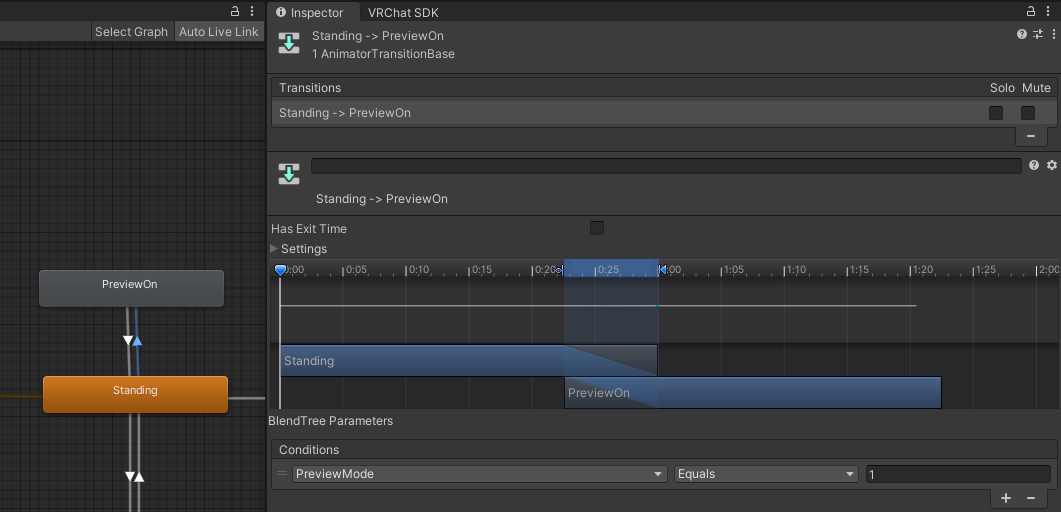 Select Graph
Auto Live Link
PreviewOn
Standing
Inspector
VRChat SDK
Standing -> PreviewOn
1 AnimatorTransitionBase
Transitions
Solo
Mute
Standing -> PreviewOn
Standing -> PreviewOn
Has Exit Time
Settings
0:00 0:05 0:10 0:15 0:20 0:25 1:00 1:05 1:10 1:15 1:20 1:25 2:00
Standing
PreviewOn
BlendTree Parameters
Conditions
PreviewMode
Equals
1